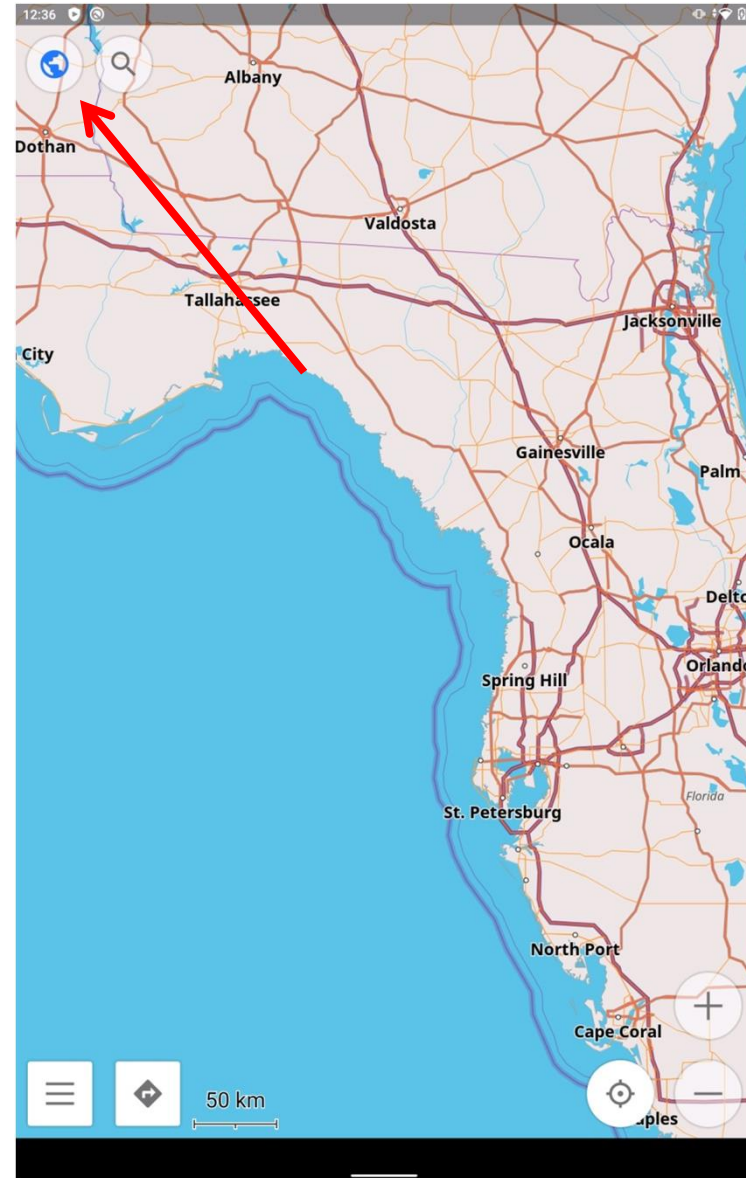 12:36
Albany
Dothan
Valdosta
Tallahassee
Jacksonville
City
Gainesville
Palm
Ocala
Delto
Orlando
Spring Hill
Florida
St. Petersburg
North Port
Cape Coral
50 km
aples